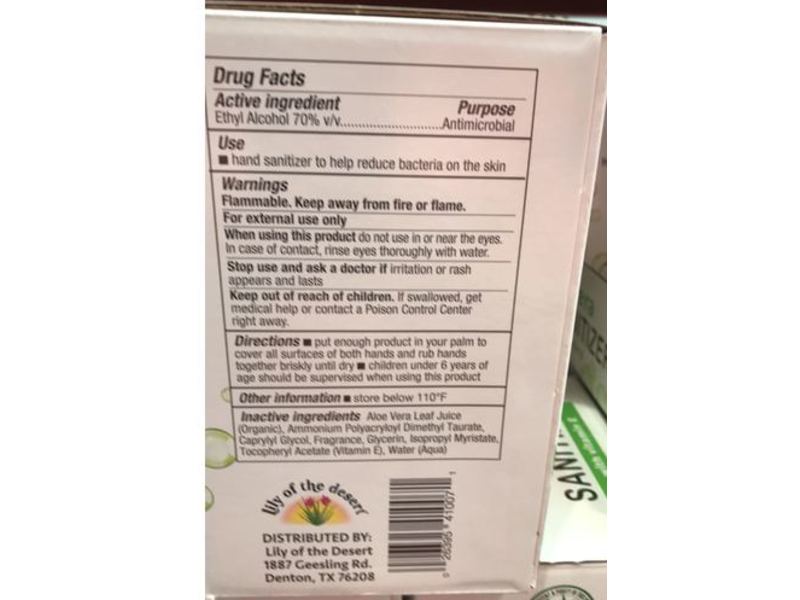 Drug Facts
Active ingredient Purpose
Ethyl Alcohol 70% v/v..............................Antimicrobial
Use
■ hand sanitizer to help reduce bacteria on the skin
Warnings
Flammable. Keep away from fire or flame.
For external use only
When using this product do not use in or near the eyes.
In case of contact, rinse eyes thoroughly with water.
Stop use and ask a doctor if irritation or rash
appears and lasts
Keep out of reach of children. If swallowed, get
medical help or contact a Poison Control Center
right away.
Directions ■ put enough product in your palm to
cover all surfaces of both hands and rub hands
together briskly until dry ■ children under 6 years of
age should be supervised when using this product
Other information ■ store below 110°F
Inactive ingredients Aloe Vera Leaf Juice
(Organic), Ammonium Polyacryloyl Dimethyl Taurate,
Caprylyl Glycol, Fragrance, Glycerin, Isopropyl Myristate,
Tocopheryl Acetate (Vitamin E), Water (Aqua)
lily of the desert
DISTRIBUTED BY:
Lily of the Desert
1887 Geesling Rd.
Denton, TX 76208
0 26395 41007 1
SANI
with vitamin E